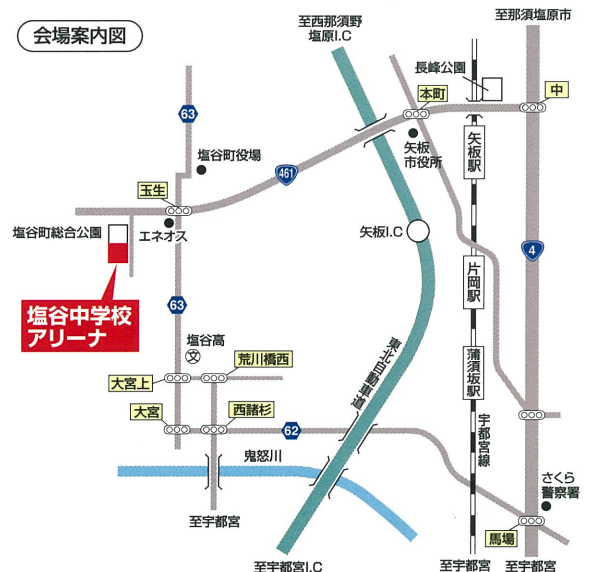 会場案内図
至西那須野
塩原I.C
至那須塩原市
長峰公園
本町
中
63
塩谷町役場
矢板
市役所
矢板駅
461
玉生
エネオス
塩谷町総合公園
矢板I.C
4
片岡駅
塩谷中学校
アリーナ
63
塩谷高
文
荒川橋西
東北自動車道
蒲須坂駅
大宮上
大宮
西諸杉
62
宇都宮線
鬼怒川
さくら
警察署
至宇都宮
馬場
至宇都宮I.C
至宇都宮
至宇都宮